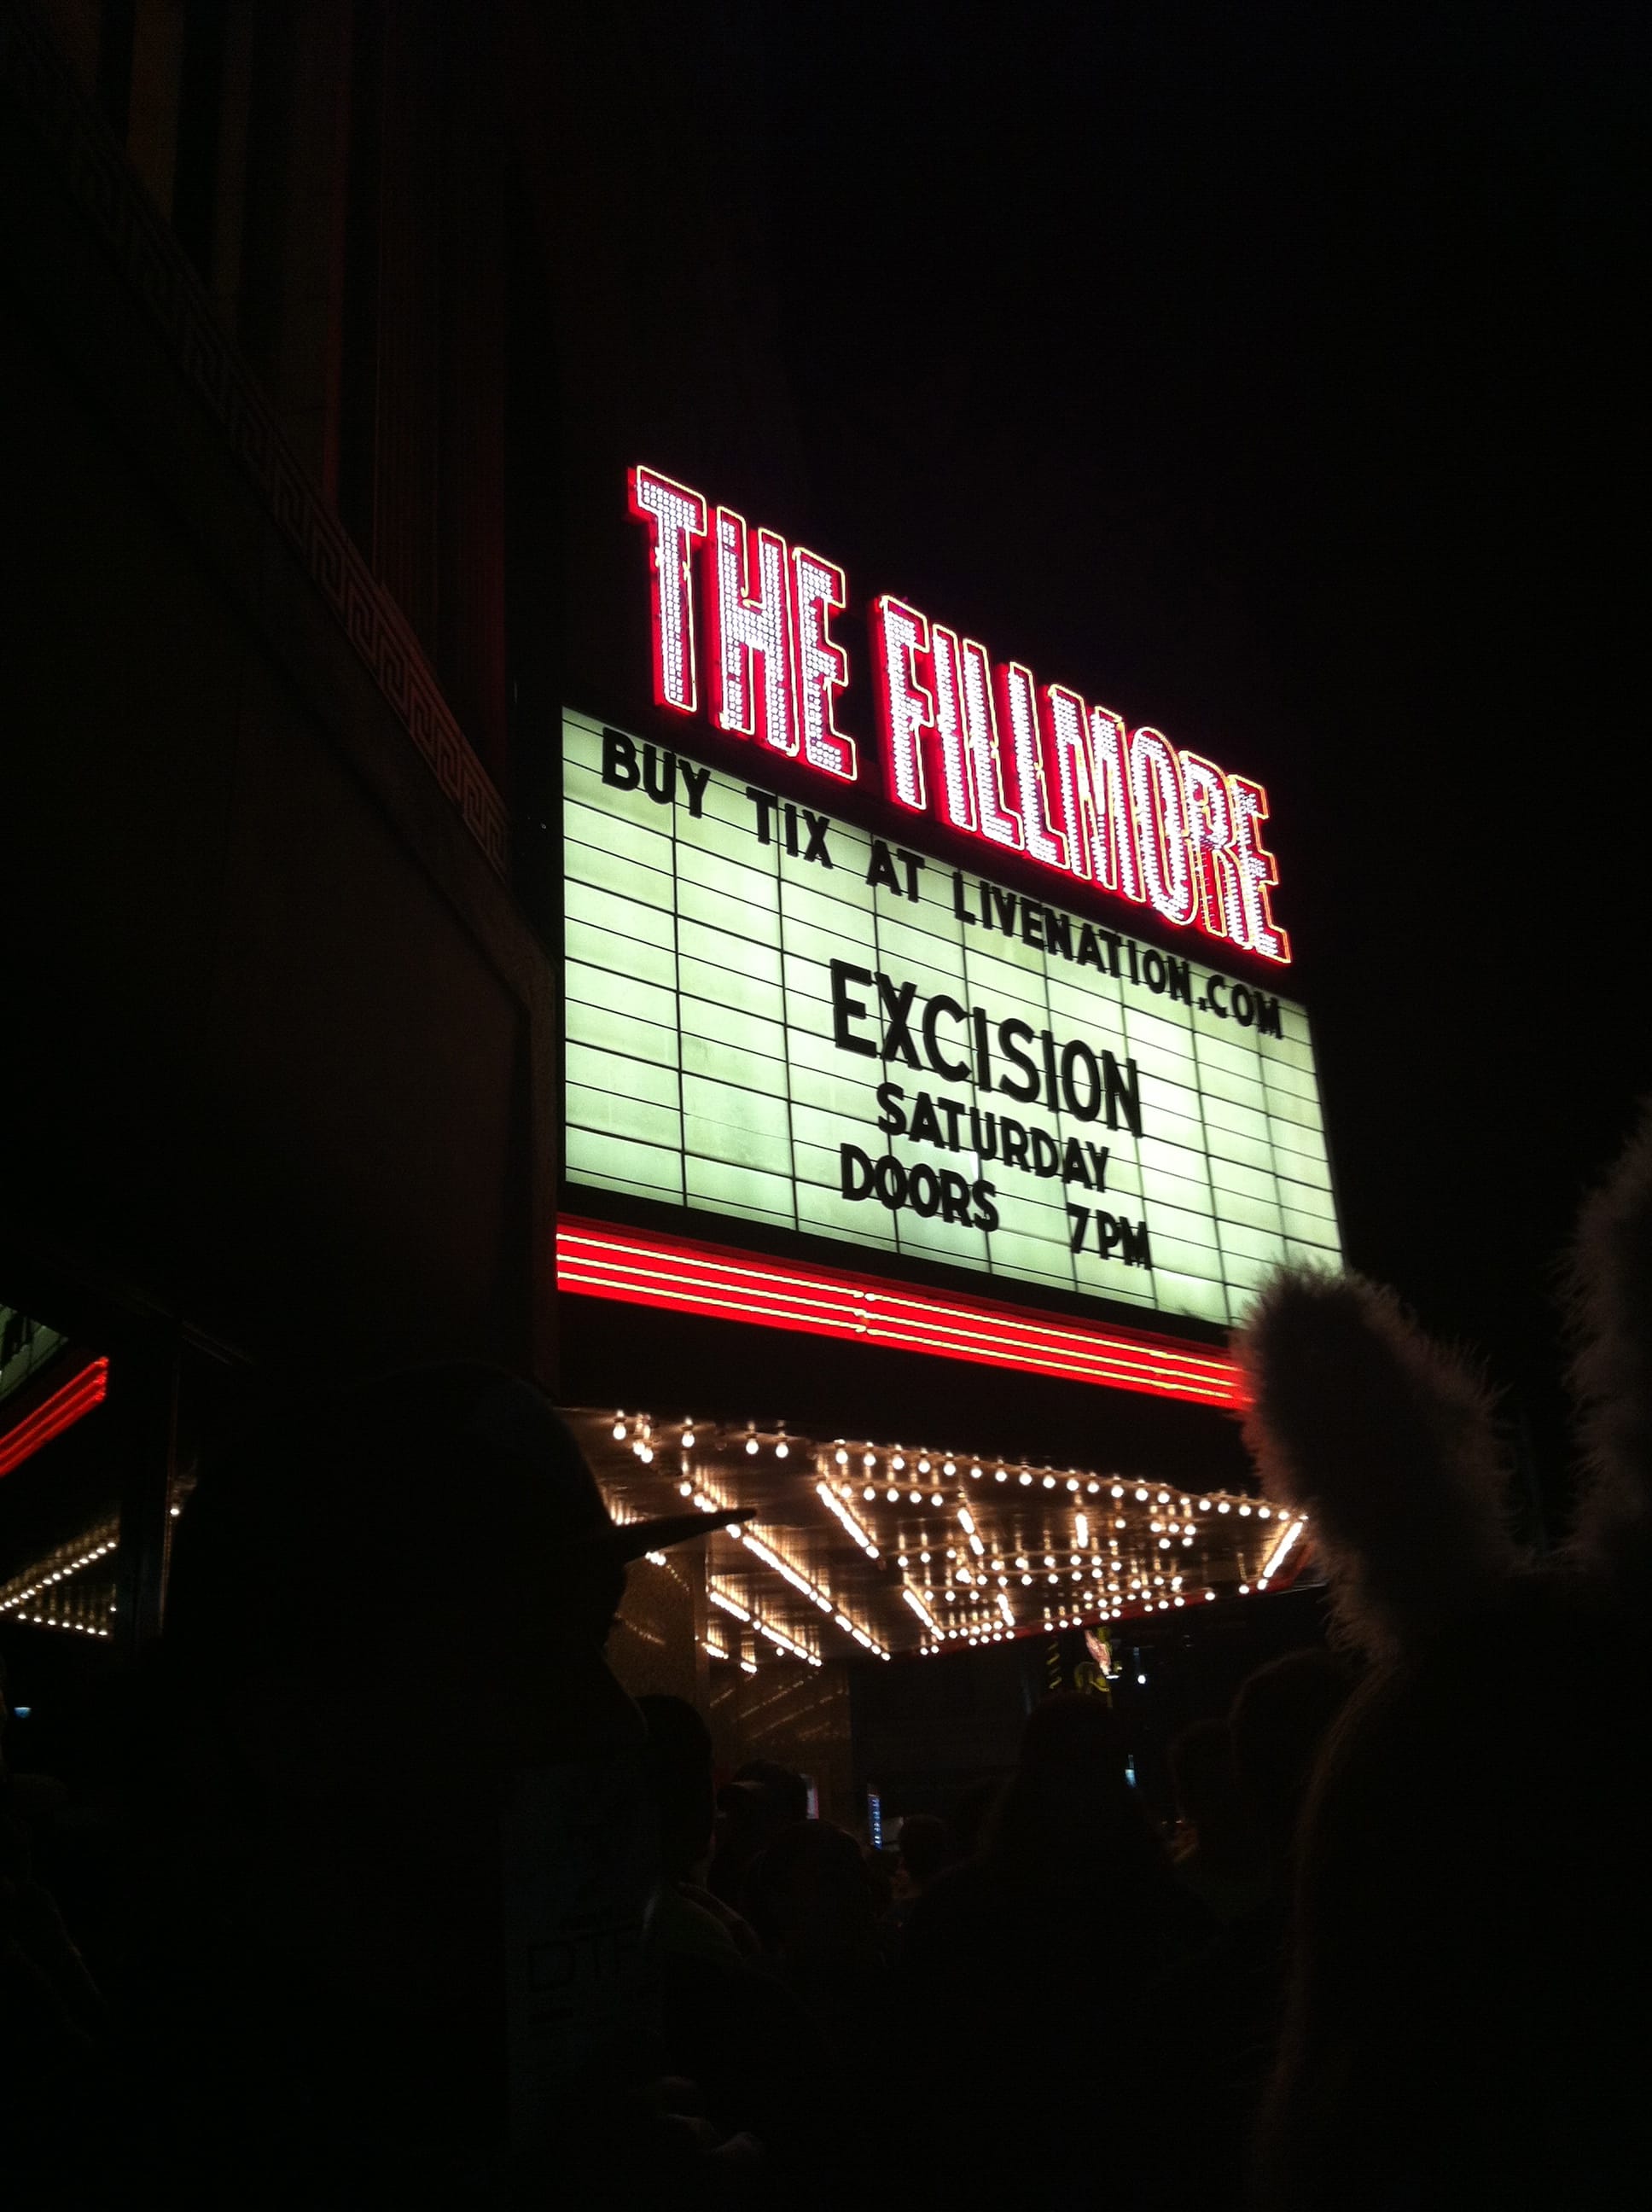 THE FILLMORE
BUY TIX AT LIVENATION.COM
EXCISION
SATURDAY
DOORS 7PM